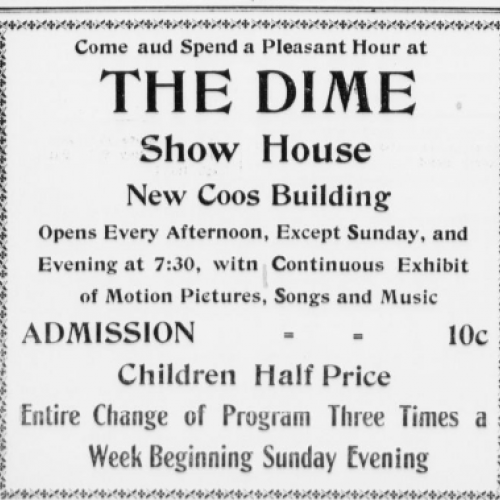 Come aud Spend a Pleasant Hour at
THE DIME
Show House
New Coos Building
Opens Every Afternoon, Except Sunday, and
Evening at 7:30, witn Continuous Exhibit
of Motion Pictures, Songs and Music
ADMISSION - - 10c
Children Half Price
Entire Change of Program Three Times a
Week Beginning Sunday Evening